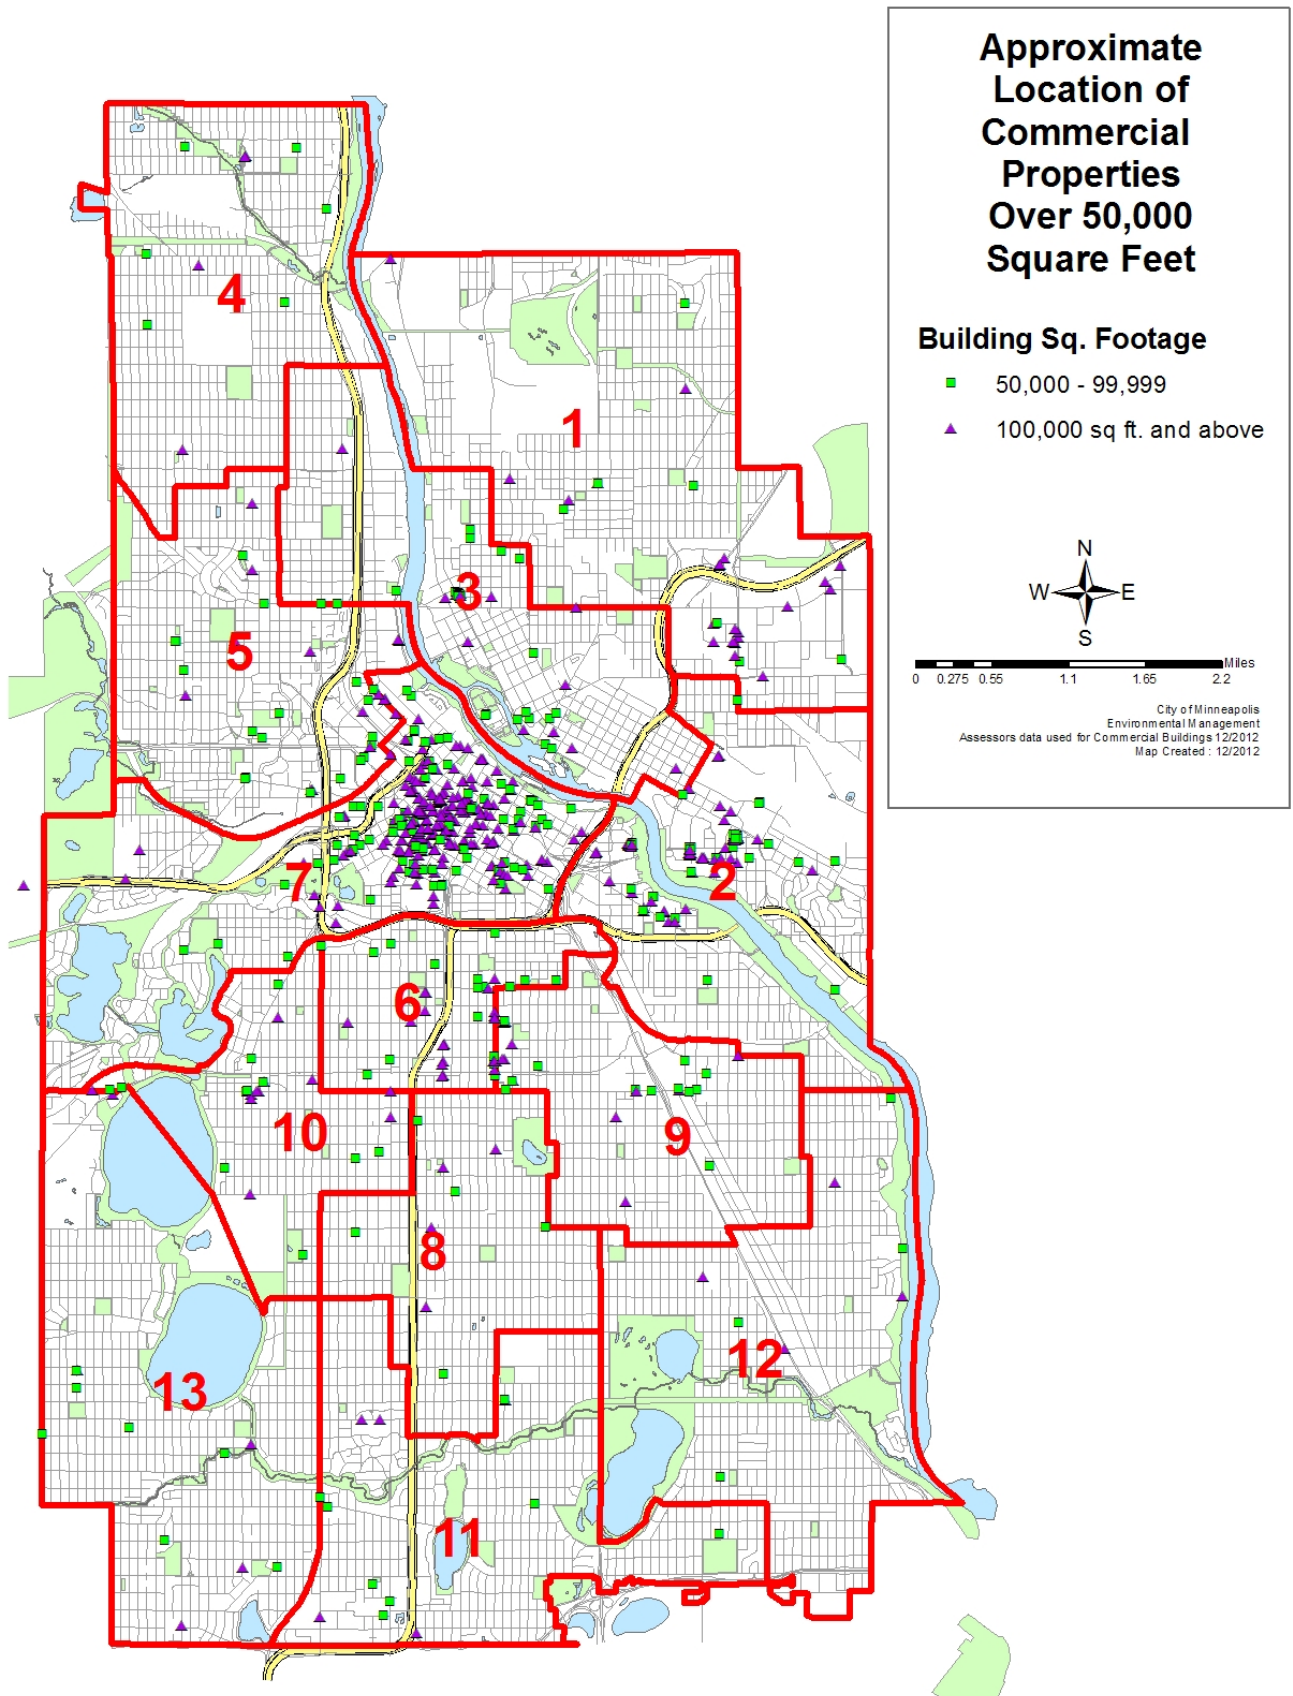 Approximate
Location of
Commercial
Properties
Over 50,000
Square Feet
Building Sq. Footage
50,000 - 99,999
100,000 sq ft. and above
N
W E
S
Miles
0 0.275 0.55 1.1 1.65 2.2
City of Minneapolis
Environmental Management
Assessors data used for Commercial Buildings 12/2012
Map Created : 12/2012
4
1
3
5
7
2
6
10
9
8
12
13
11